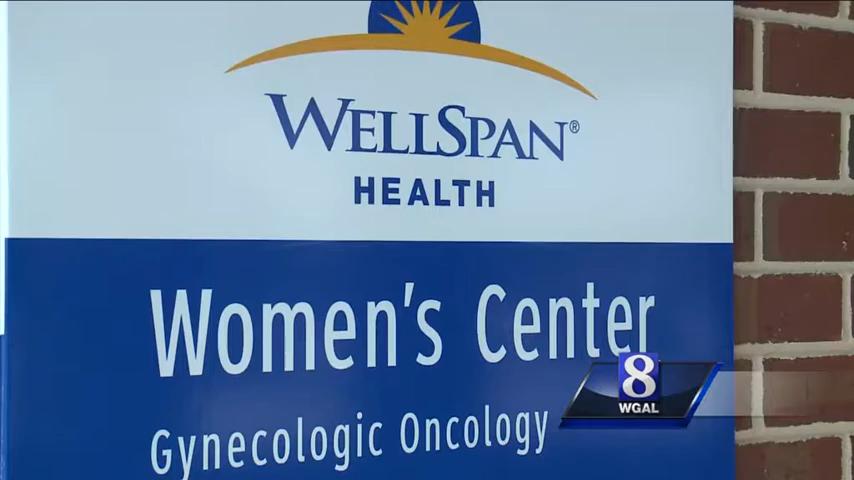 WELLSPAN®
HEALTH
Women's Center
Gynecologic Oncology
8
WGAL